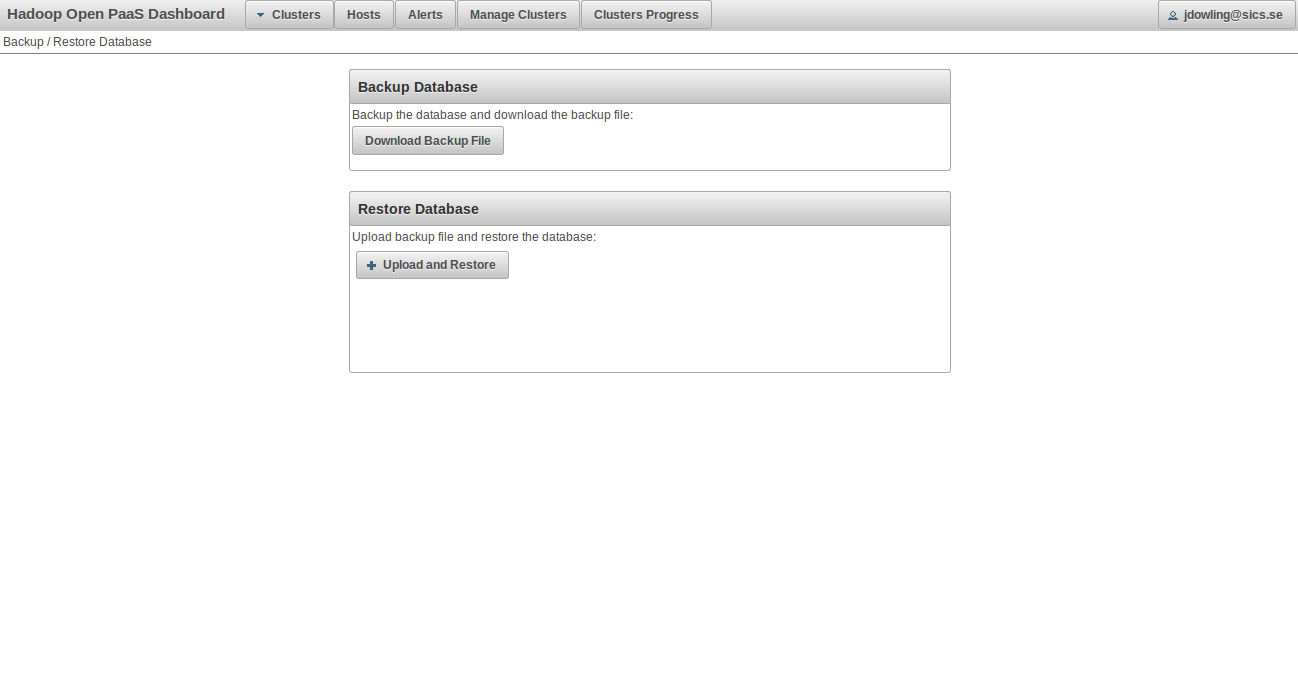 Hadoop Open PaaS Dashboard Clusters Hosts Alerts Manage Clusters Clusters Progress jdowling@sics.se
Backup / Restore Database
Backup Database
Backup the database and download the backup file:
Download Backup File
Restore Database
Upload backup file and restore the database:
Upload and Restore